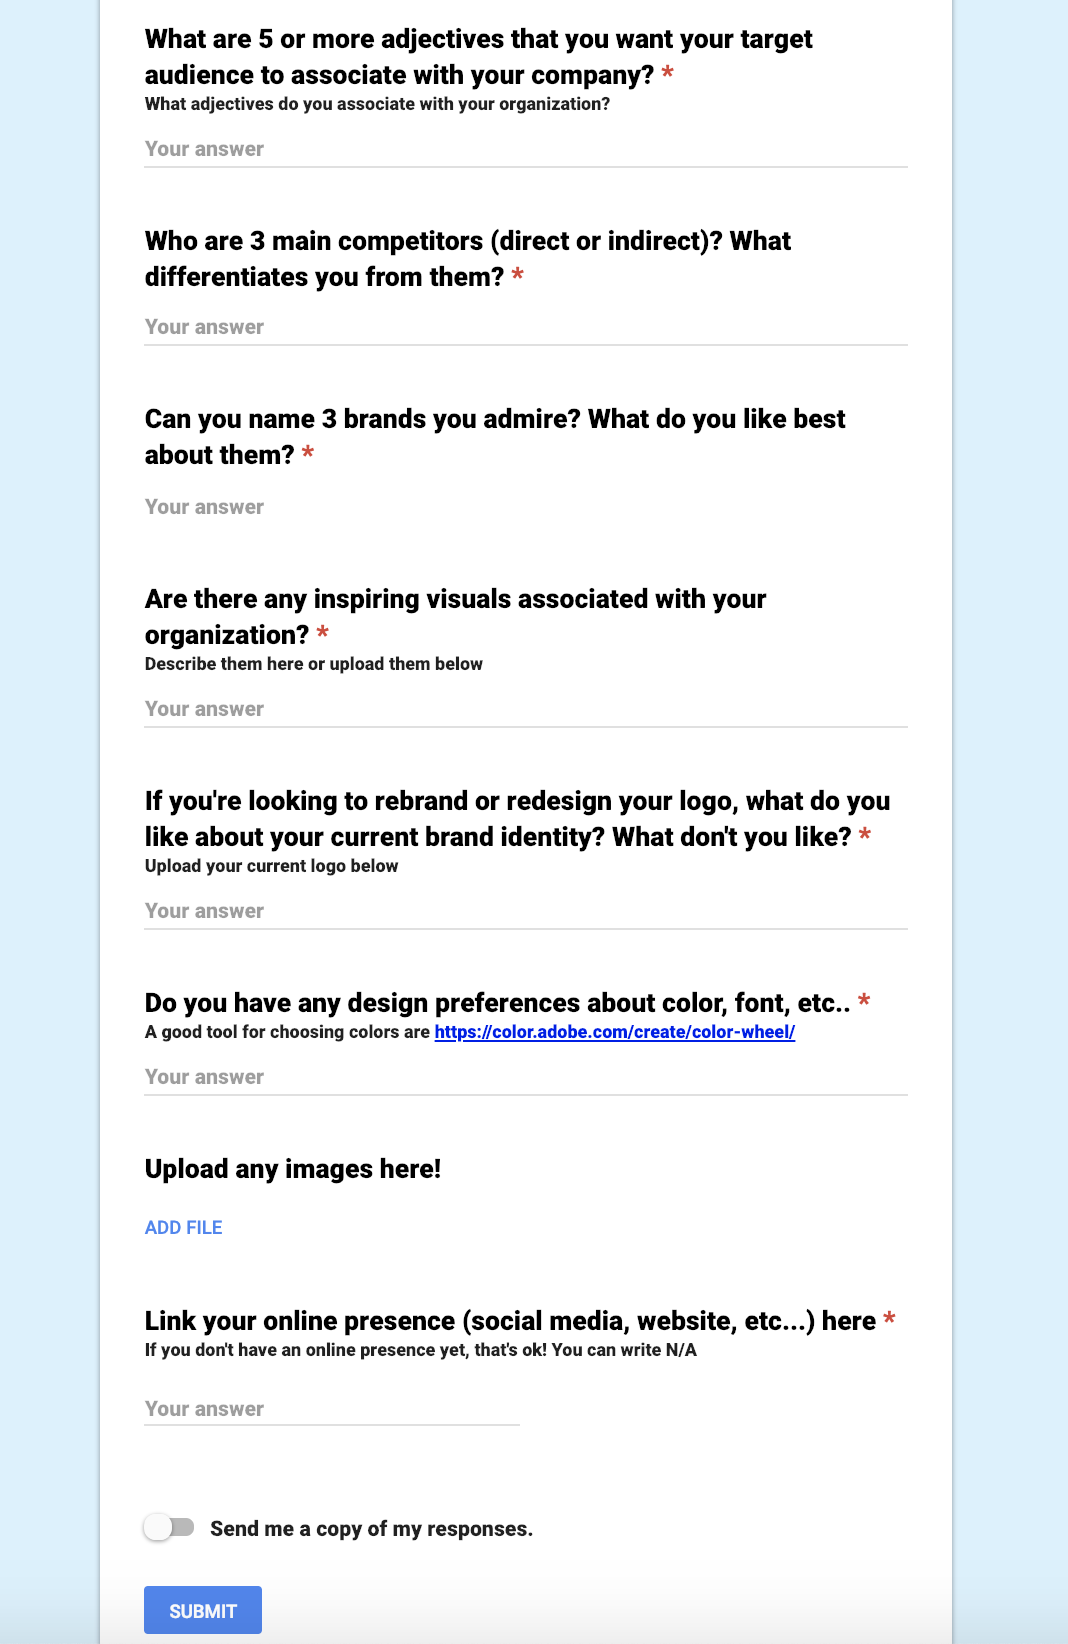 What are 5 or more adjectives that you want your target
audience to associate with your company? *
What adjectives do you associate with your organization?
Your answer
Who are 3 main competitors (direct or indirect)? What
differentiates you from them? *
Your answer
Can you name 3 brands you admire? What do you like best
about them? *
Your answer
Are there any inspiring visuals associated with your
organization? *
Describe them here or upload them below
Your answer
If you're looking to rebrand or redesign your logo, what do you
like about your current brand identity? What don't you like? *
Upload your current logo below
Your answer
Do you have any design preferences about color, font, etc.. *
A good tool for choosing colors are https://color.adobe.com/create/color-wheel/
Your answer
Upload any images here!
ADD FILE
Link your online presence (social media, website, etc...) here *
If you don't have an online presence yet, that's ok! You can write N/A
Your answer
Send me a copy of my responses.
SUBMIT